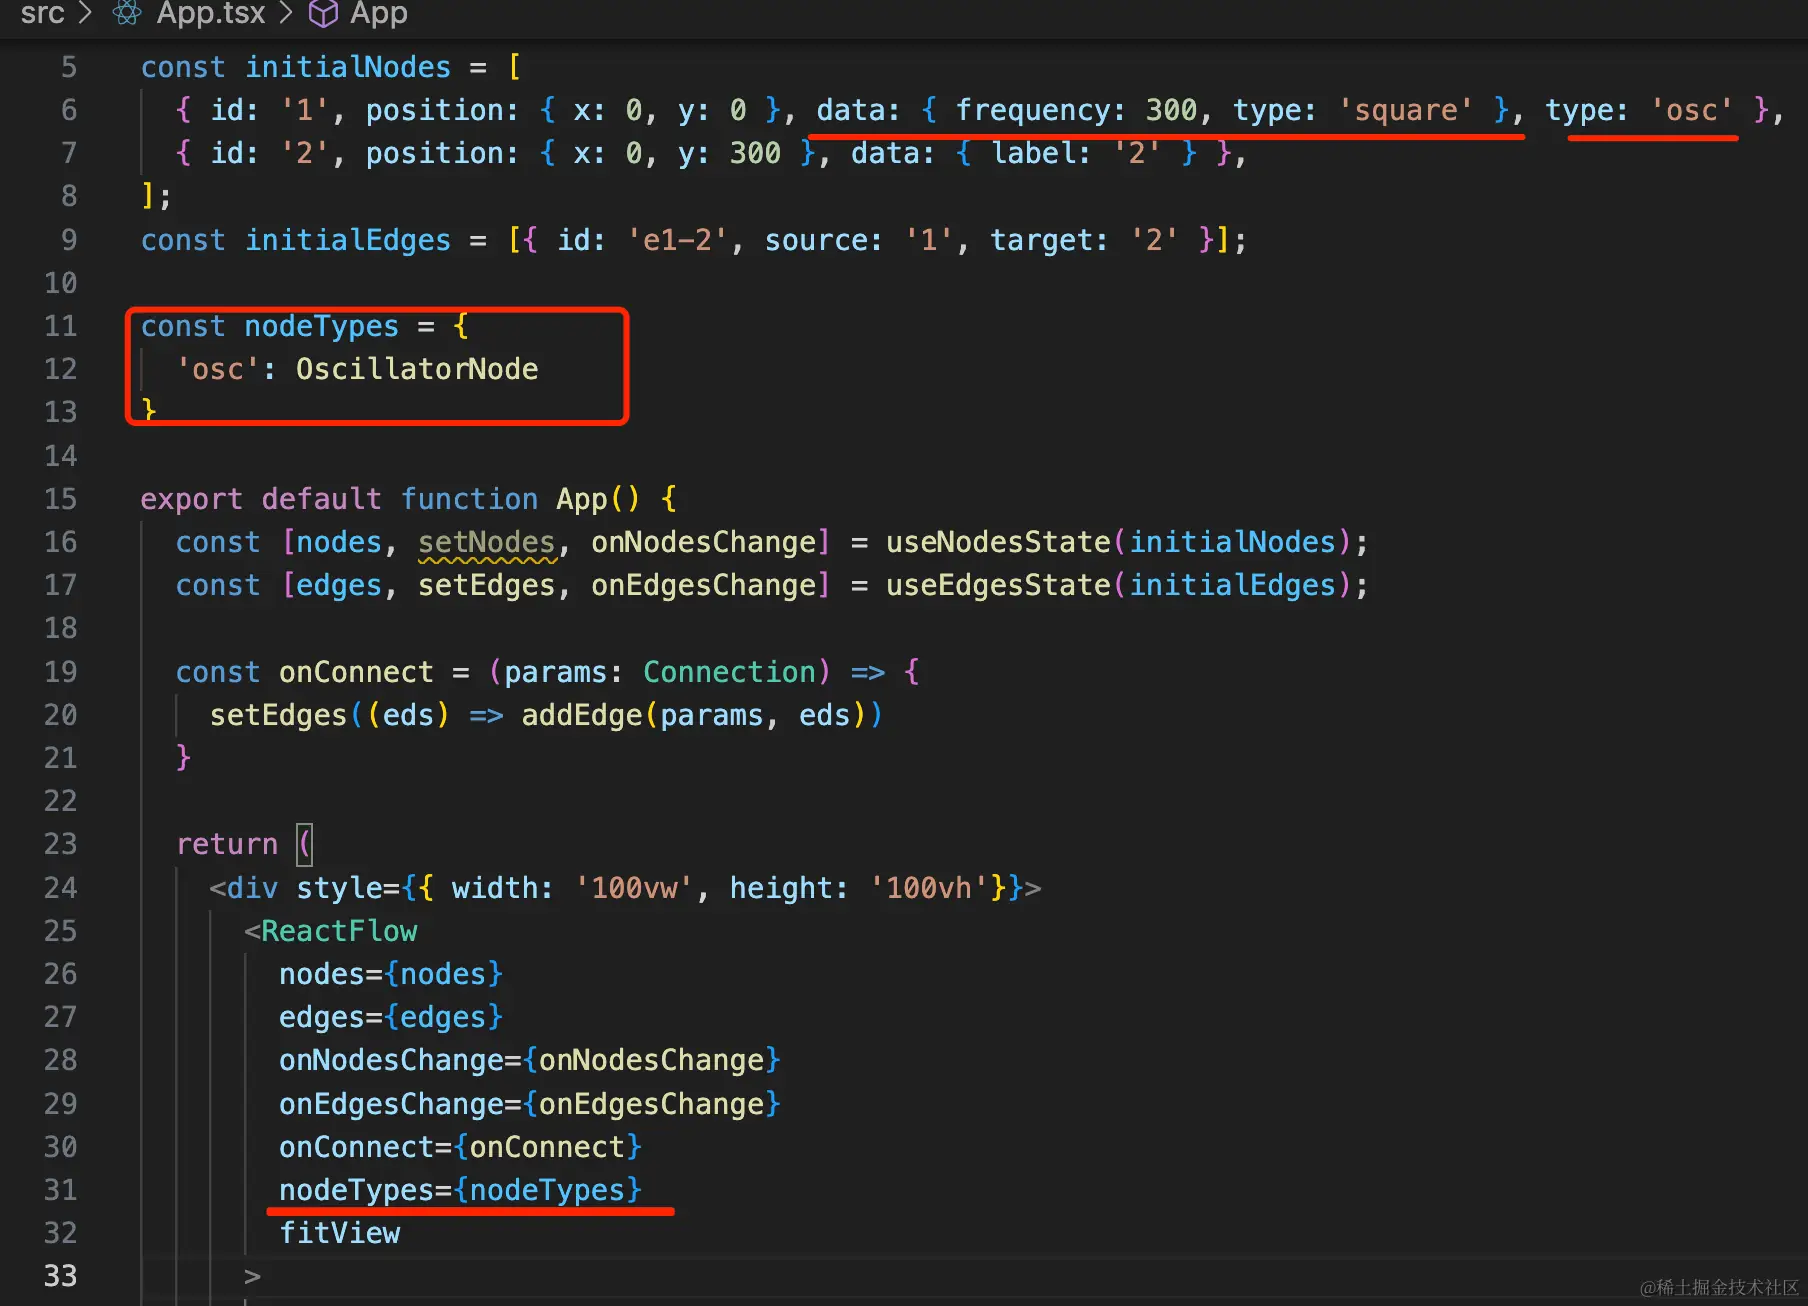 src > App.tsx > App
5 const initialNodes = [
6 { id: '1', position: { x: 0, y: 0 }, data: { frequency: 300, type: 'square' }, type: 'osc' },
7 { id: '2', position: { x: 0, y: 300 }, data: { label: '2' } },
8 ];
9 const initialEdges = [{ id: 'e1-2', source: '1', target: '2' }];
10
11 const nodeTypes = {
12 'osc': OscillatorNode
13 }
14
15 export default function App() {
16 const [nodes, setNodes, onNodesChange] = useNodesState(initialNodes);
17 const [edges, setEdges, onEdgesChange] = useEdgesState(initialEdges);
18
19 const onConnect = (params: Connection) => {
20 setEdges((eds) => addEdge(params, eds))
21 }
22
23 return (
24 <div style={{ width: '100vw', height: '100vh'}}>
25 <ReactFlow
26 nodes={nodes}
27 edges={edges}
28 onNodesChange={onNodesChange}
29 onEdgesChange={onEdgesChange}
30 onConnect={onConnect}
31 nodeTypes={nodeTypes}
32 fitView
33 >
@稀土掘金技术社区